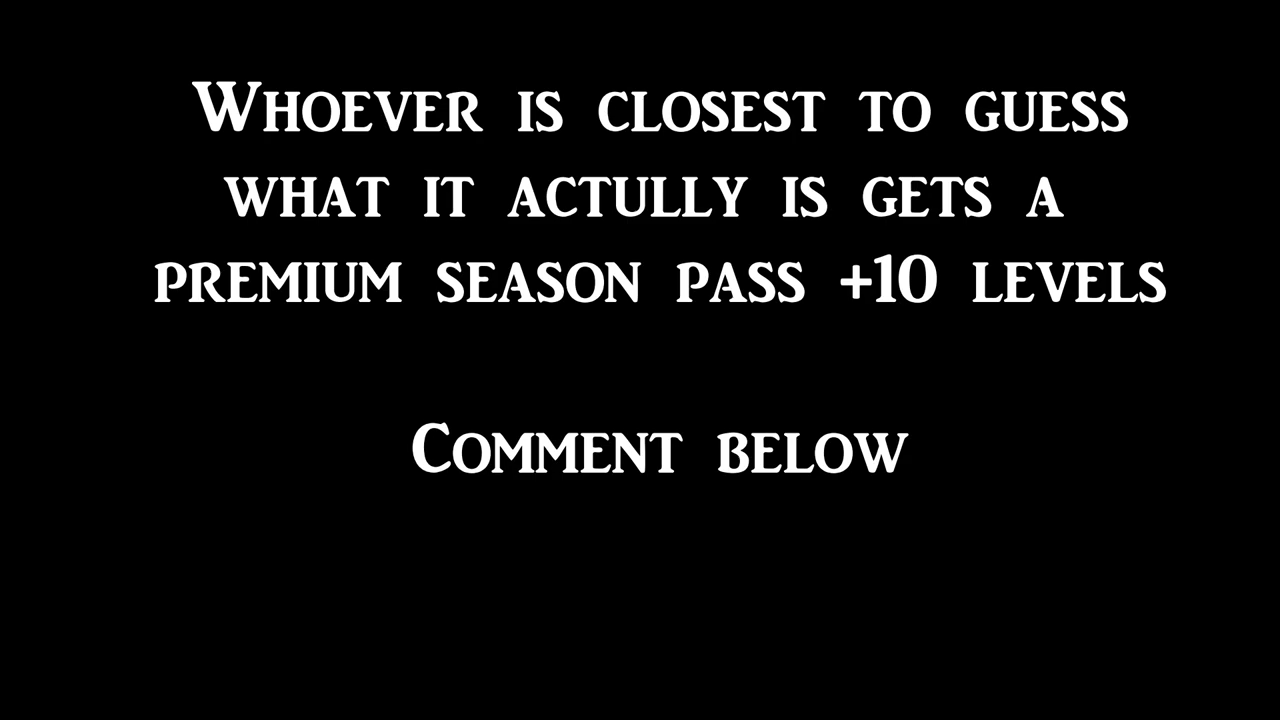 Whoever is closest to guess
what it actully is gets a
premium season pass +10 levels
Comment below